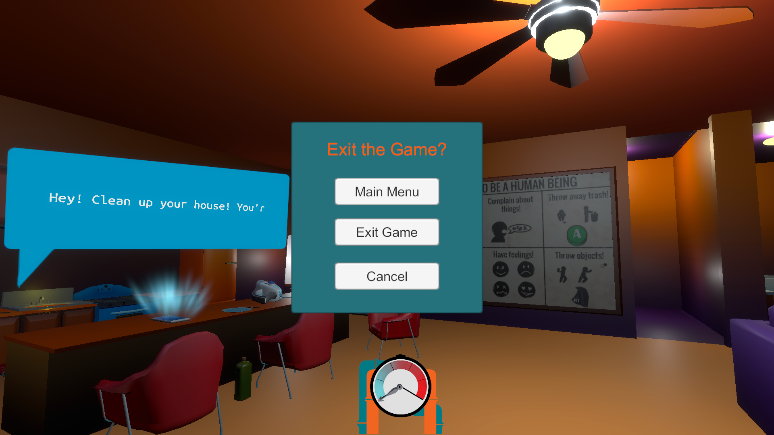 Exit the Game?
Main Menu
Exit Game
Cancel
Hey! Clean up your house! You'r
O BE A HUMAN BEING
Complain about
things!
Throw away trash!
A
Have feelings!
Throw objects!